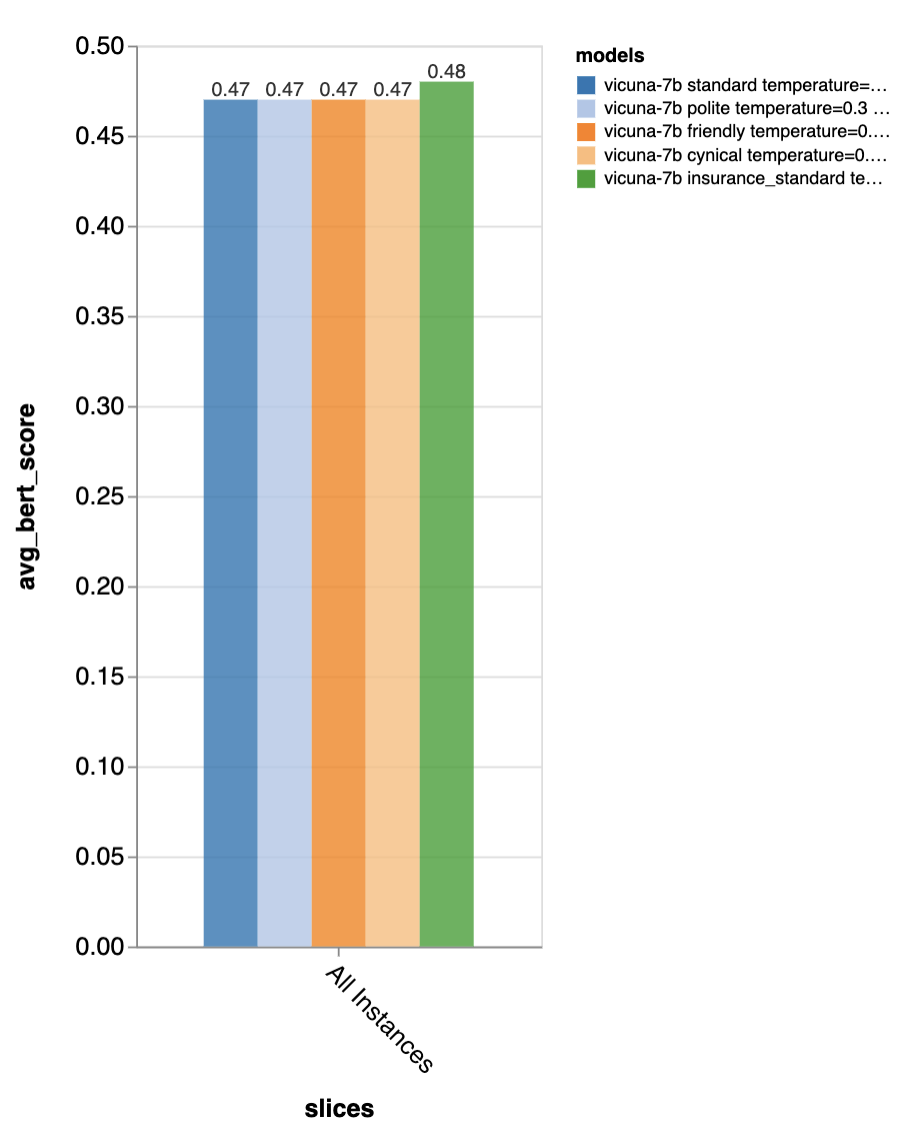 0.50
0.45
0.40
0.35
0.30
0.25
0.20
0.15
0.10
0.05
0.00
avg_bert_score
0.47 0.47 0.47 0.47 0.48
All Instances
slices
models
vicuna-7b standard temperature=…
vicuna-7b polite temperature=0.3 …
vicuna-7b friendly temperature=0.…
vicuna-7b cynical temperature=0.…
vicuna-7b insurance_standard te…